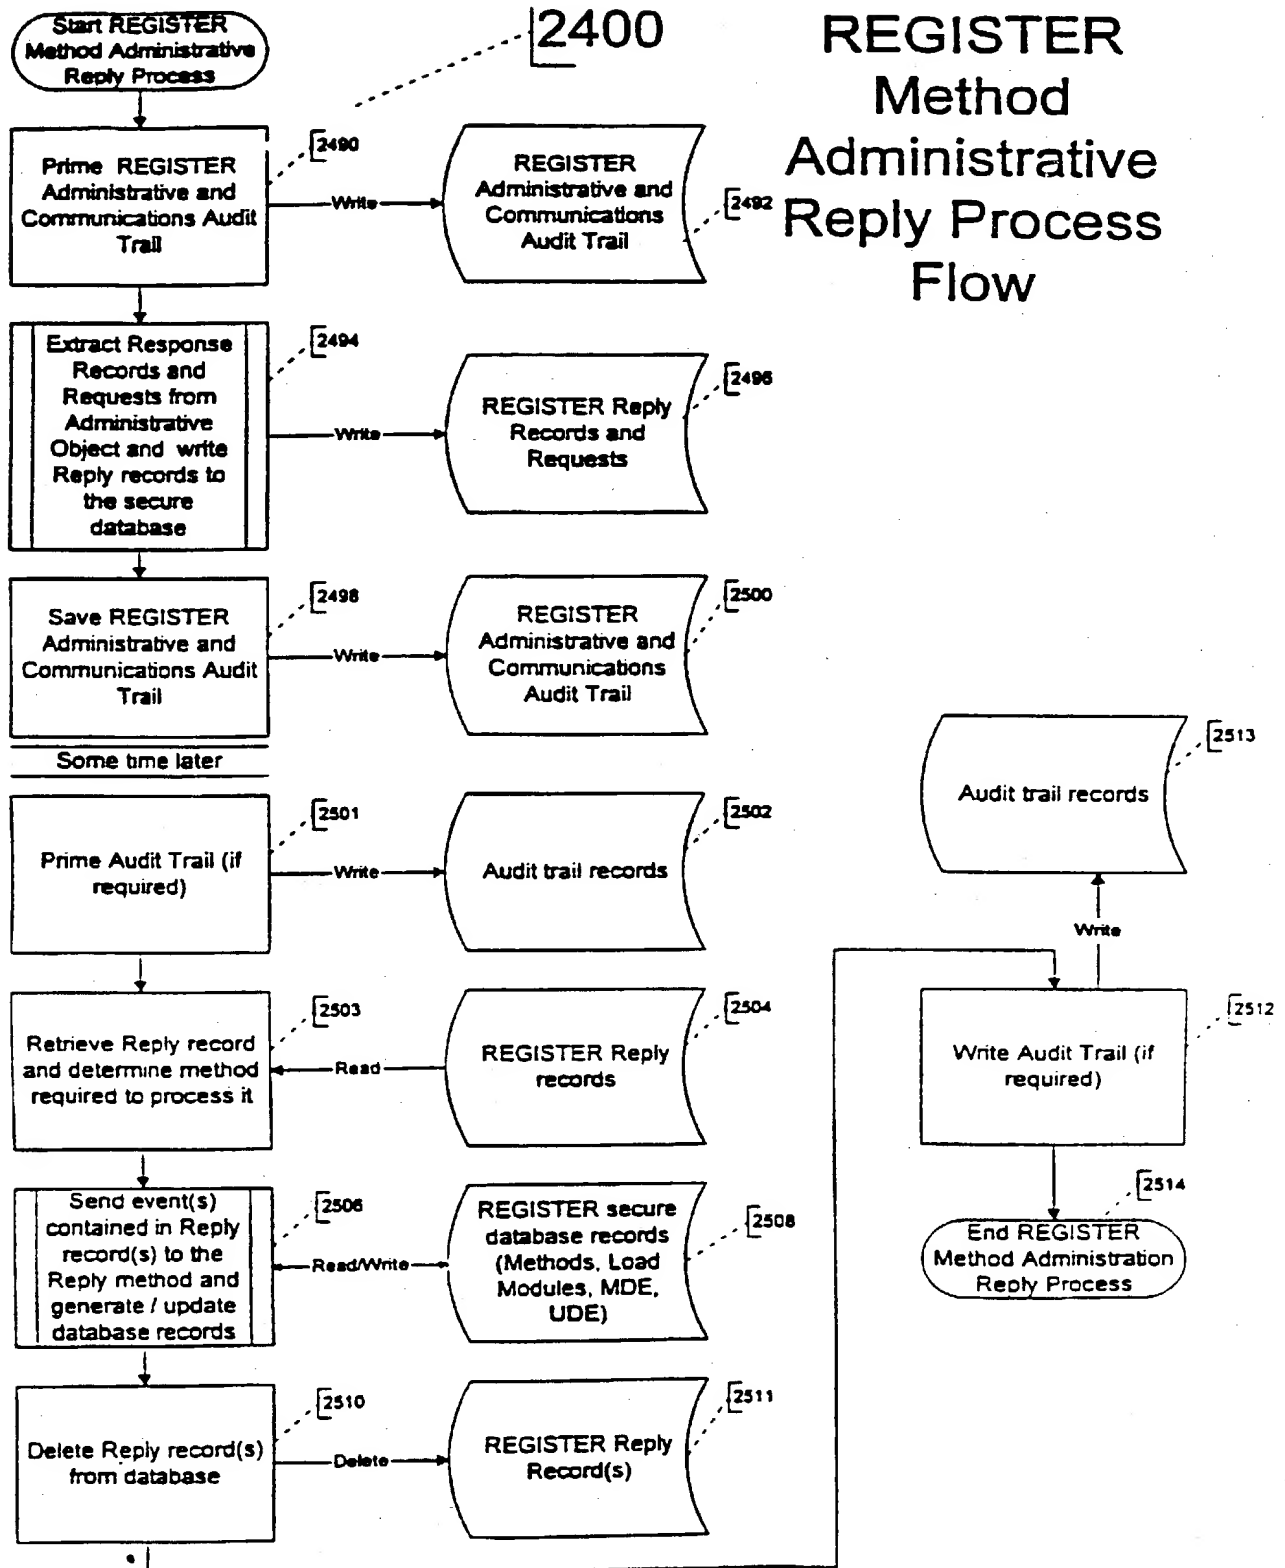 Start REGISTER
Method Administrative
Reply Process
2400
REGISTER
Method
Administrative
Reply Process
Flow
Prime REGISTER
Administrative and
Communications Audit
Trail
2490
Write
REGISTER
Administrative and
Communications
Audit Trail
2492
Extract Response
Records and
Requests from
Administrative
Object and write
Reply records to
the secure
database
2494
Write
REGISTER Reply
Records and
Requests
2496
Save REGISTER
Administrative and
Communications Audit
Trail
2498
Write
REGISTER
Administrative and
Communications
Audit Trail
2500
Some time later
Prime Audit Trail (if
required)
2501
Write
Audit trail records
2502
Retrieve Reply record
and determine method
required to process it
2503
Read
REGISTER Reply
records
2504
Send event(s)
contained in Reply
record(s) to the
Reply method and
generate / update
database records
2506
Read/Write
REGISTER secure
database records
(Methods, Load
Modules, MDE,
UDE)
2508
Delete Reply record(s)
from database
2510
Delete
REGISTER Reply
Record(s)
2511
Audit trail records
2513
Write
Write Audit Trail (if
required)
2512
End REGISTER
Method Administration
Reply Process
2514